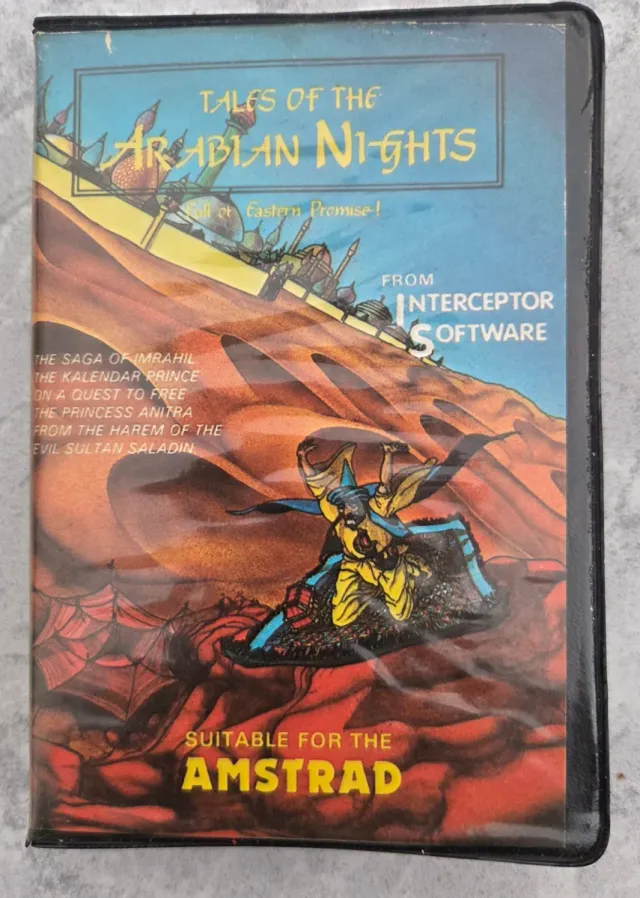 TALES OF THE
ARABIAN NIGHTS
Full of Eastern Promise!
FROM
INTERCEPTOR
SOFTWARE
THE SAGA OF IMRAHIL
THE KALENDAR PRINCE
ON A QUEST TO FREE
THE PRINCESS ANITRA
FROM THE HAREM OF THE
EVIL SULTAN SALADIN.
SUITABLE FOR THE
AMSTRAD